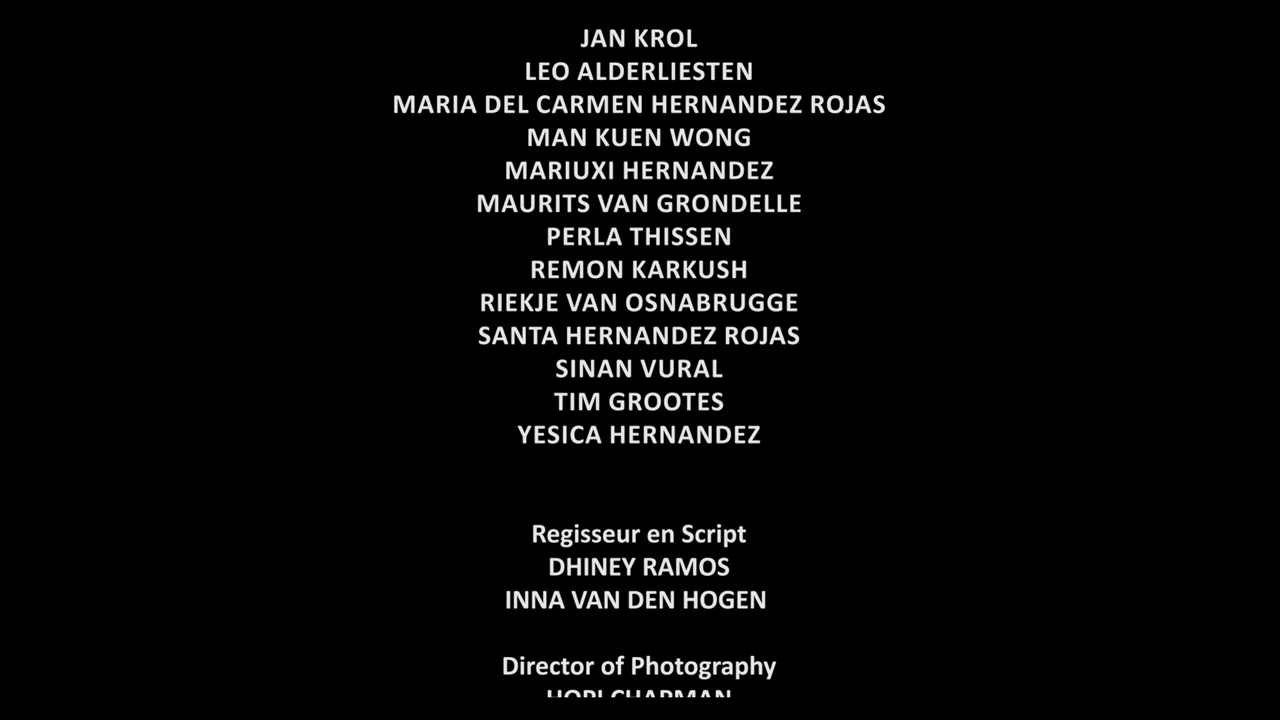 JAN KROL
LEO ALDERLIESTEN
MARIA DEL CARMEN HERNANDEZ ROJAS
MAN KUEN WONG
MARIUXI HERNANDEZ
MAURITS VAN GRONDELLE
PERLA THISSEN
REMON KARKUSH
RIEKJE VAN OSNABRUGGE
SANTA HERNANDEZ ROJAS
SINAN VURAL
TIM GROOTES
YESICA HERNANDEZ
Regisseur en Script
DHINEY RAMOS
INNA VAN DEN HOGEN
Director of Photography
CHAPMAN